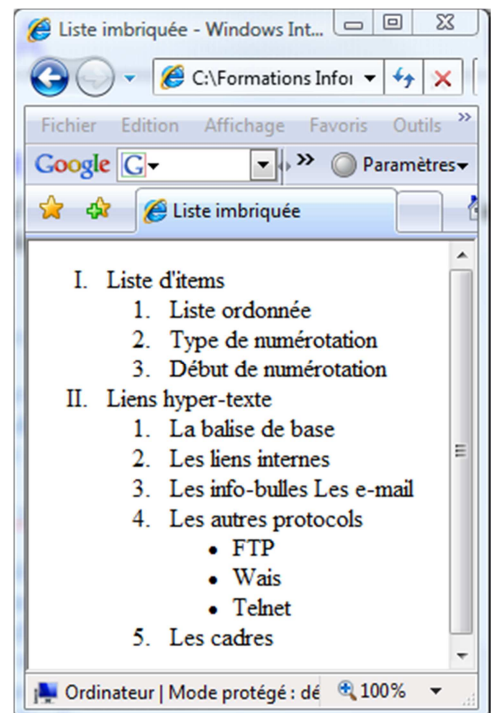 Liste imbriquée - Windows Int...
C:\Formations Infor
Fichier Edition Affichage Favoris Outils »
Google G » Paramètres
Liste imbriquée
I. Liste d'items
1. Liste ordonnée
2. Type de numérotation
3. Début de numérotation
II. Liens hyper-texte
1. La balise de base
2. Les liens internes
3. Les info-bulles Les e-mail
4. Les autres protocols
• FTP
• Wais
• Telnet
5. Les cadres
Ordinateur | Mode protégé : dé 100%